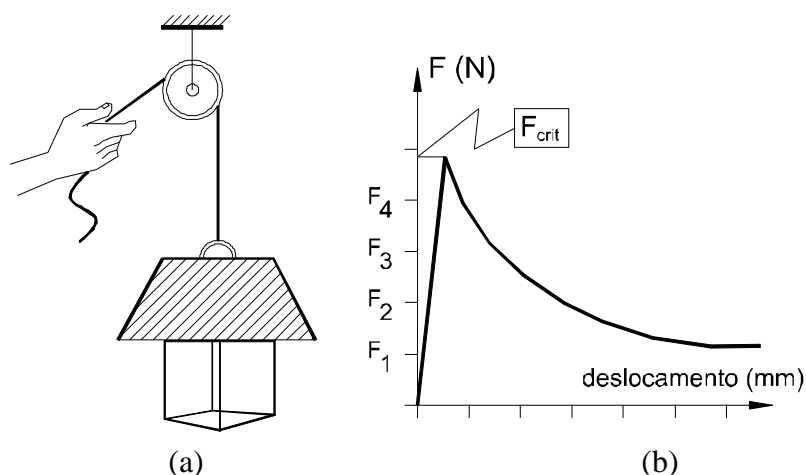 F (N)
F_crit
F_4
F_3
F_2
F_1
deslocamento (mm)
(a)
(b)